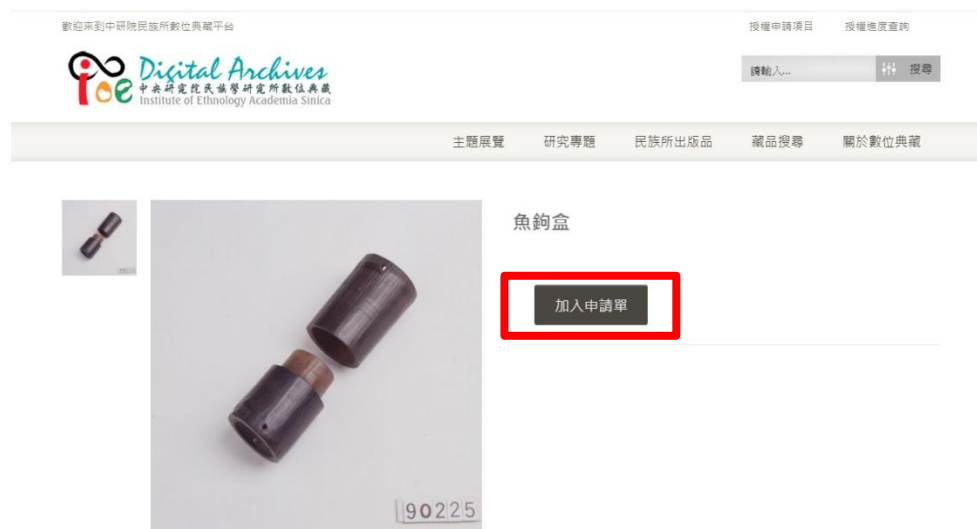 歡迎來到中研院民族所數位典藏平台
授權申請項目 授權進度查詢
Digital Archives
中央研究院民族學研究所數位典藏
Institute of Ethnology Academia Sinica
請輸入...
搜尋
主題展覽 研究專題 民族所出版品 藏品搜尋 關於數位典藏
魚鉤盒
加入申請單
90225